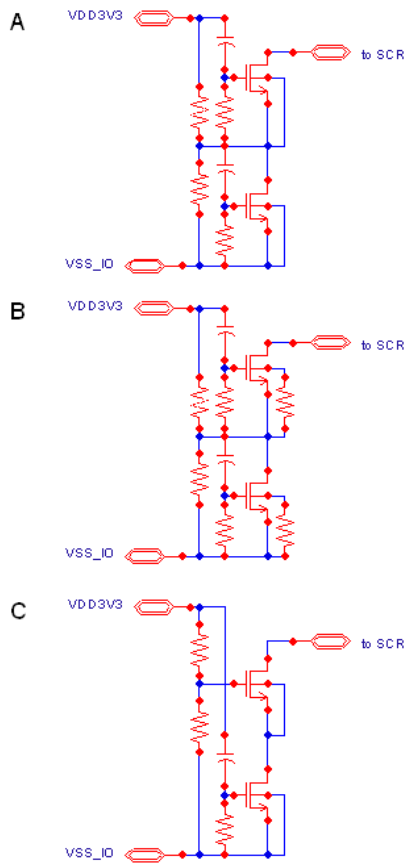 A
VDD3V3
to SCR
VSS_IO
B
VDD3V3
to SCR
VSS_IO
C
VDD3V3
to SCR
VSS_IO